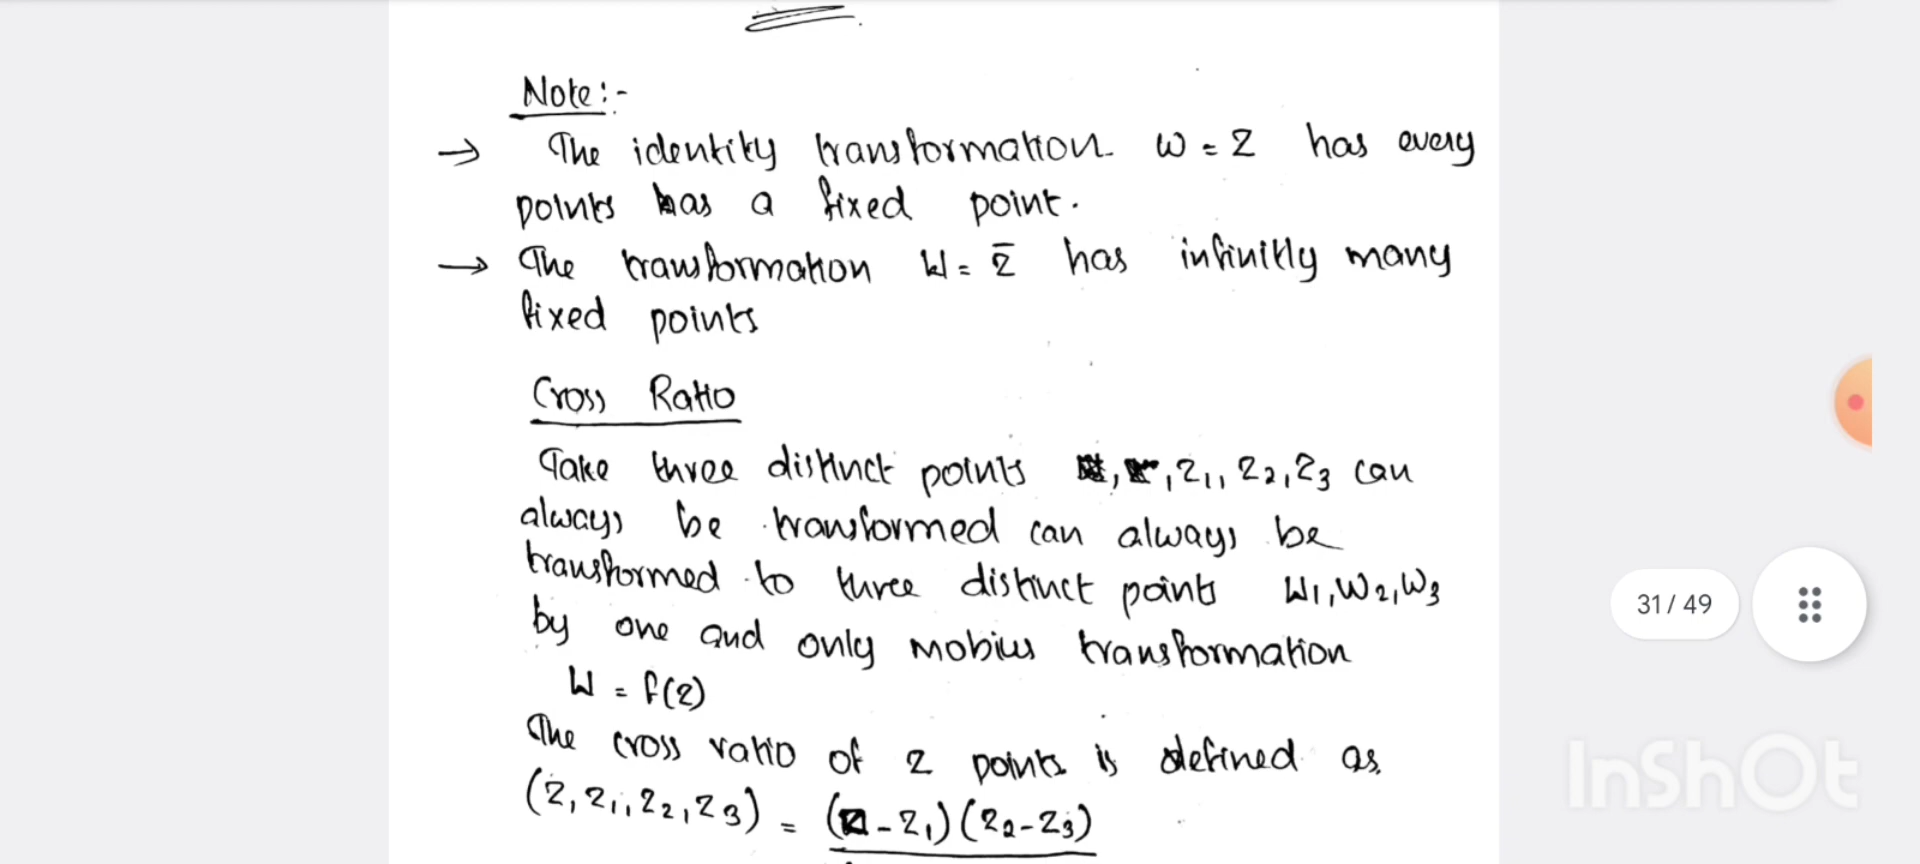 Note:-
→ The identity transformation w = z has every
points has a fixed point.
→ The transformation W = z̄ has infinitly many
fixed points
Cross Ratio
Take three distinct points , , z1, z2, z3 can
always be transformed can always be
transformed to three distinct points W1, W2, W3
by one and only mobius transformation
W = f(z)
The cross ratio of z points is defined as
(z, z1, z2, z3) = (z - z1) (z2 - z3)
31 / 49
InShOt